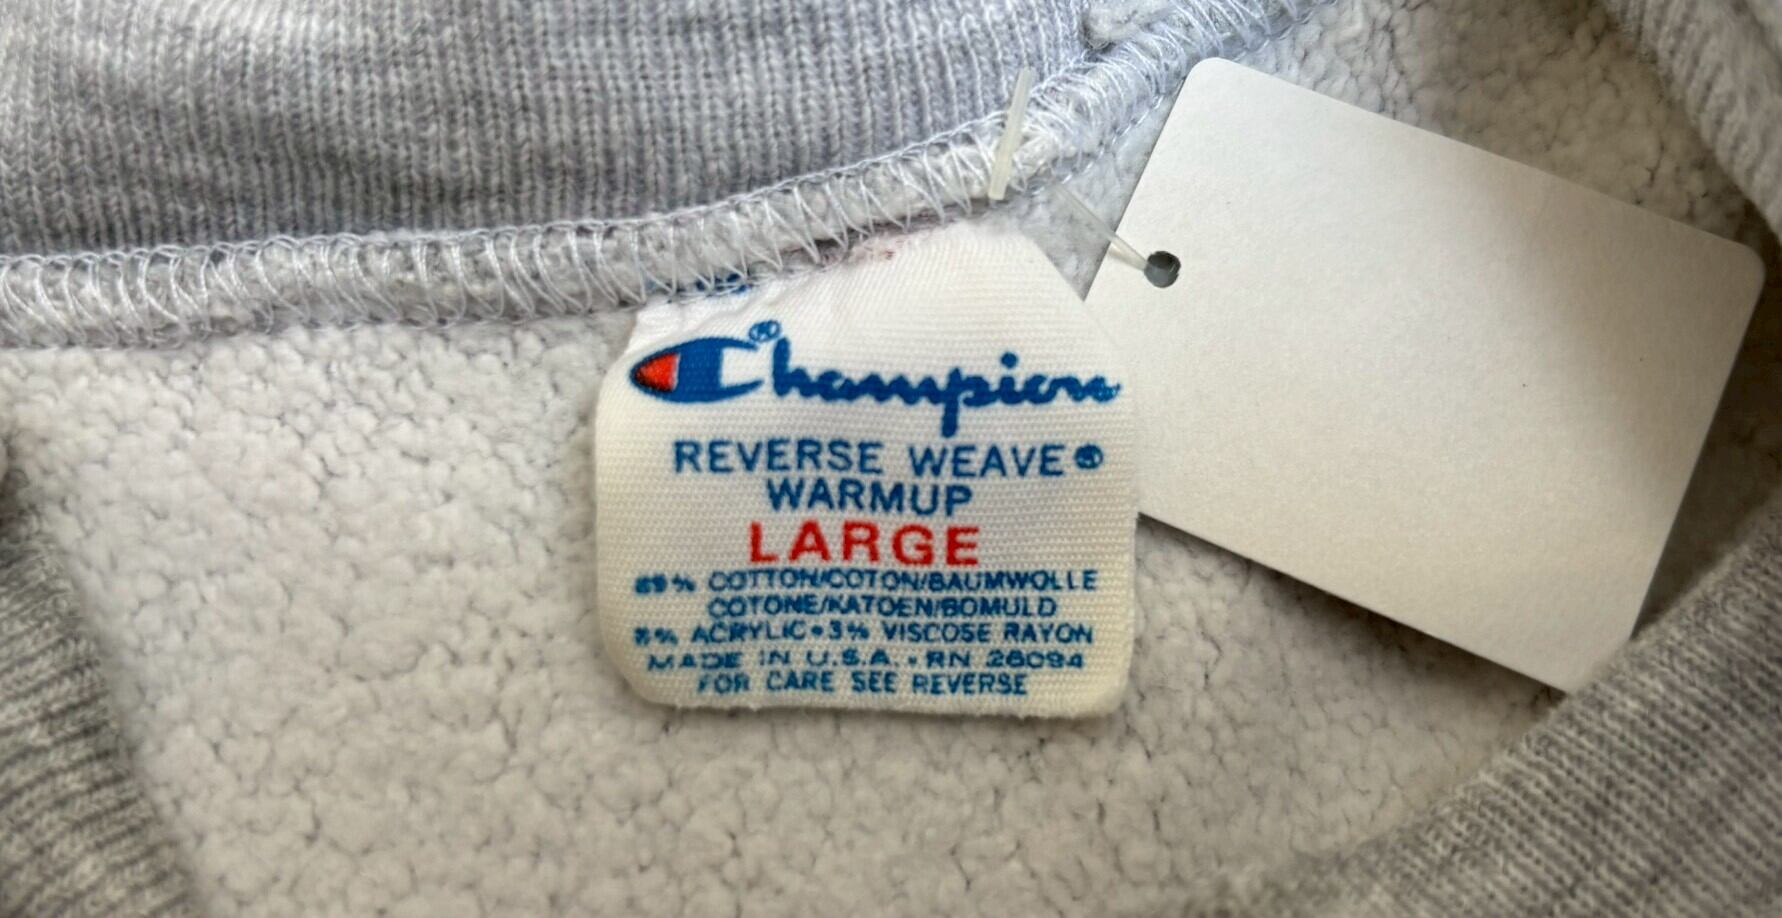 Champion®
REVERSE WEAVE®
WARMUP
LARGE
89% COTTON/COTON/BAUMWOLLE
COTONE/KATOEN/BOMULD
8% ACRYLIC • 3% VISCOSE RAYON
MADE IN U.S.A. • RN 26094
FOR CARE SEE REVERSE